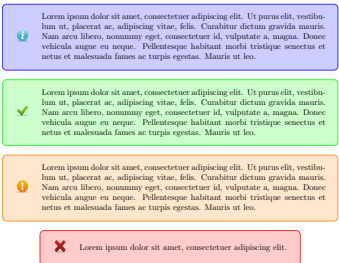 Lorem ipsum dolor sit amet, consectetuer adipiscing elit. Ut purus elit, vestibu-
lum ut, placerat ac, adipiscing vitae, felis. Curabitur dictum gravida mauris.
Nam arcu libero, nonummy eget, consectetuer id, vulputate a, magna. Donec
vehicula augue eu neque. Pellentesque habitant morbi tristique senectus et
netus et malesuada fames ac turpis egestas. Mauris ut leo.
Lorem ipsum dolor sit amet, consectetuer adipiscing elit. Ut purus elit, vestibu-
lum ut, placerat ac, adipiscing vitae, felis. Curabitur dictum gravida mauris.
Nam arcu libero, nonummy eget, consectetuer id, vulputate a, magna. Donec
vehicula augue eu neque. Pellentesque habitant morbi tristique senectus et
netus et malesuada fames ac turpis egestas. Mauris ut leo.
Lorem ipsum dolor sit amet, consectetuer adipiscing elit. Ut purus elit, vestibu-
lum ut, placerat ac, adipiscing vitae, felis. Curabitur dictum gravida mauris.
Nam arcu libero, nonummy eget, consectetuer id, vulputate a, magna. Donec
vehicula augue eu neque. Pellentesque habitant morbi tristique senectus et
netus et malesuada fames ac turpis egestas. Mauris ut leo.
Lorem ipsum dolor sit amet, consectetuer adipiscing elit.